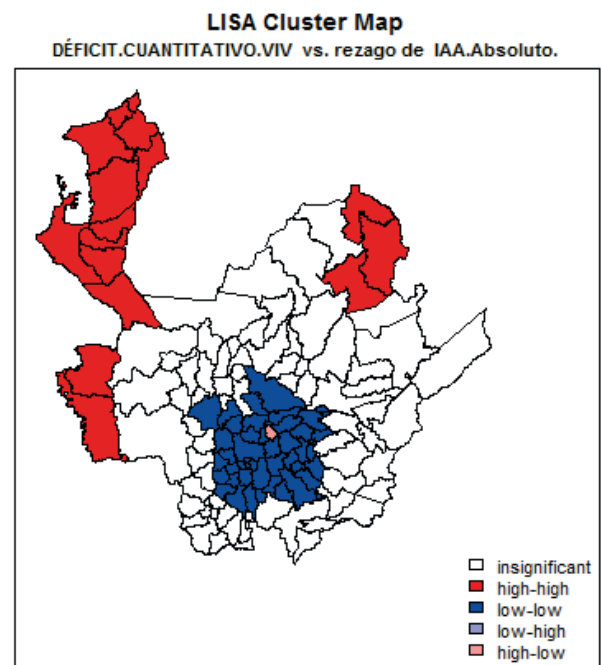 LISA Cluster Map
DÉFICIT.CUANTITATIVO.VIV vs. rezago de IAA.Absoluto.
insignificant
high-high
low-low
low-high
high-low